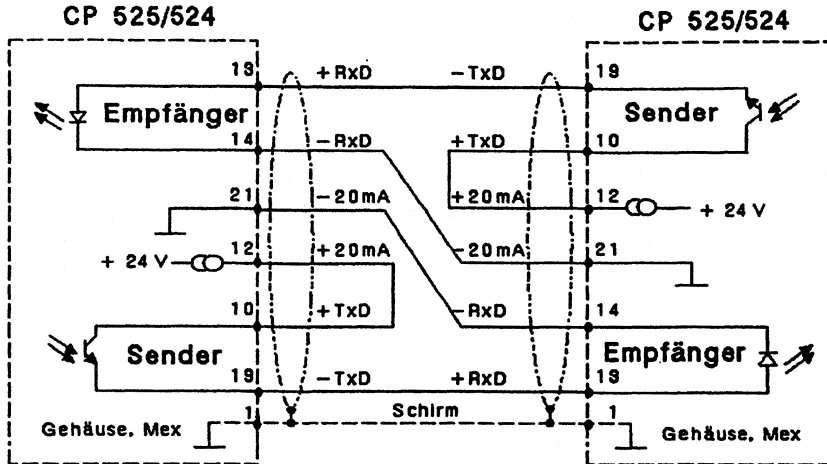 CP 525/524
CP 525/524
13 +RxD -TxD 19
Empfänger
Sender
14 -RxD +TxD 10
21 -20mA +20mA 12
+ 24 V
12 +20mA -20mA 21
+ 24 V
10 +TxD -RxD 14
Sender
Empfänger
19 -TxD +RxD 13
1 Schirm 1
Gehäuse, Mex
Gehäuse, Mex